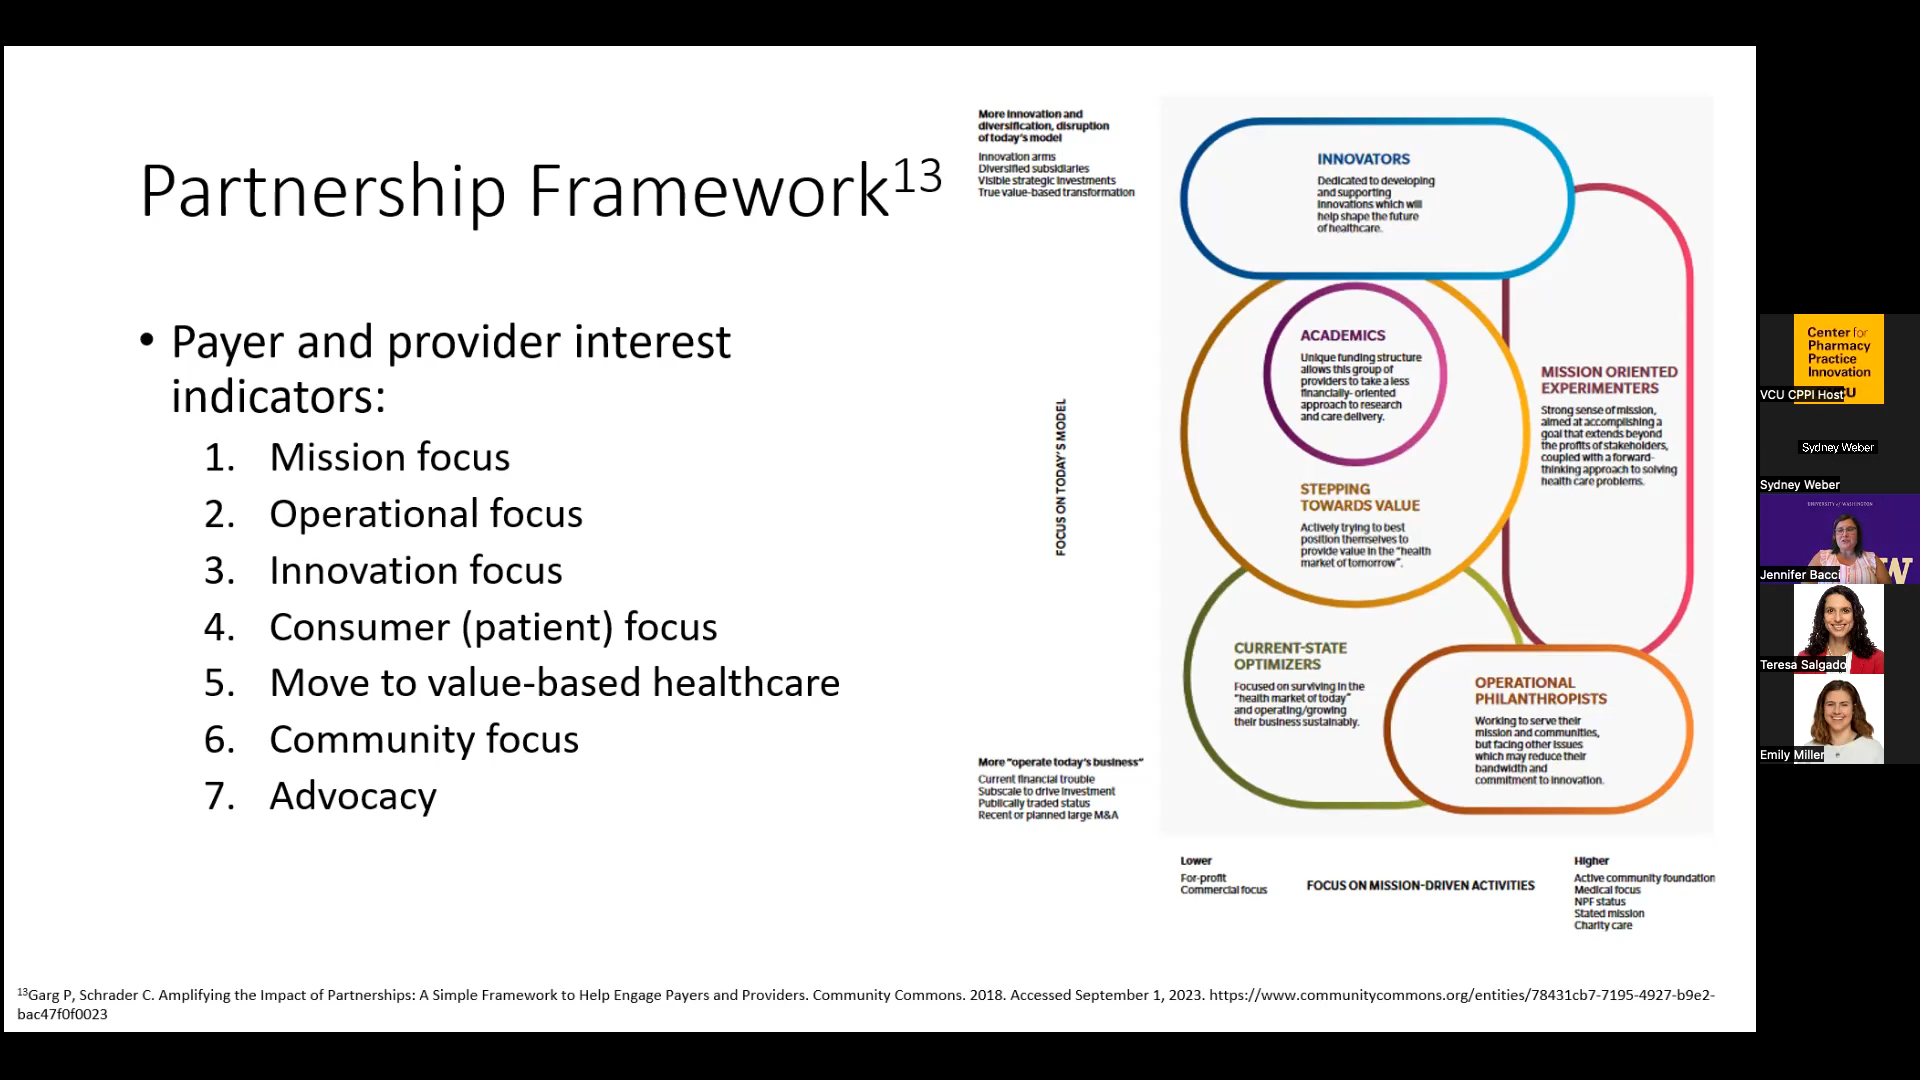 Partnership Framework13
• Payer and provider interest
indicators:
1. Mission focus
2. Operational focus
3. Innovation focus
4. Consumer (patient) focus
5. Move to value-based healthcare
6. Community focus
7. Advocacy
More innovation and
diversification, disruption
of today's model
Innovation arms
Diversified subsidiaries
Visible strategic investments
True value-based transformation
FOCUS ON TODAY'S MODEL
More "operate today's business"
Current financial trouble
Subscale to drive investment
Publically traded status
Recent or planned large M&A
INNOVATORS
Dedicated to developing
and supporting
innovations which will
help shape the future
of healthcare.
ACADEMICS
Unique funding structure
allows this group of
providers to take a less
financially- oriented
approach to research
and care delivery.
STEPPING
TOWARDS VALUE
Actively trying to best
position themselves to
provide value in the "health
market of tomorrow".
MISSION ORIENTED
EXPERIMENTERS
Strong sense of mission,
aimed at accomplishing a
goal that extends beyond
the profits of stakeholders,
coupled with a forward-
thinking approach to solving
health care problems.
CURRENT-STATE
OPTIMIZERS
Focused on surviving in the
"health market of today"
and operating/growing
their business sustainably.
OPERATIONAL
PHILANTHROPISTS
Working to serve their
mission and communities,
but facing other issues
which may reduce their
bandwidth and
commitment to innovation.
Lower
For-profit
Commercial focus
FOCUS ON MISSION-DRIVEN ACTIVITIES
Higher
Active community foundation
Medical focus
NPF status
Stated mission
Charity care
13Garg P, Schrader C. Amplifying the Impact of Partnerships: A Simple Framework to Help Engage Payers and Providers. Community Commons. 2018. Accessed September 1, 2023. https://www.communitycommons.org/entities/78431cb7-7195-4927-b9e2-
bac47f0f0023
Center for
Pharmacy
Practice
Innovation
U
VCU CPPI Host
Sydney Weber
Sydney Weber
UNIVERSITY of WASHINGTON
W
Jennifer Bacci
Teresa Salgado
Emily Miller